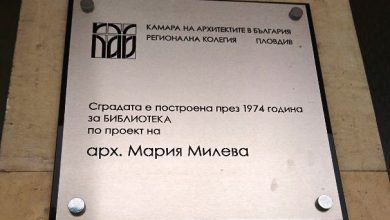 каб
КАМАРА НА АРХИТЕКТИТЕ В БЪЛГАРИЯ
РЕГИОНАЛНА КОЛЕГИЯ ПЛОВДИВ
Сградата е построена през 1974 година
за БИБЛИОТЕКА
по проект на
арх. Мария Милева